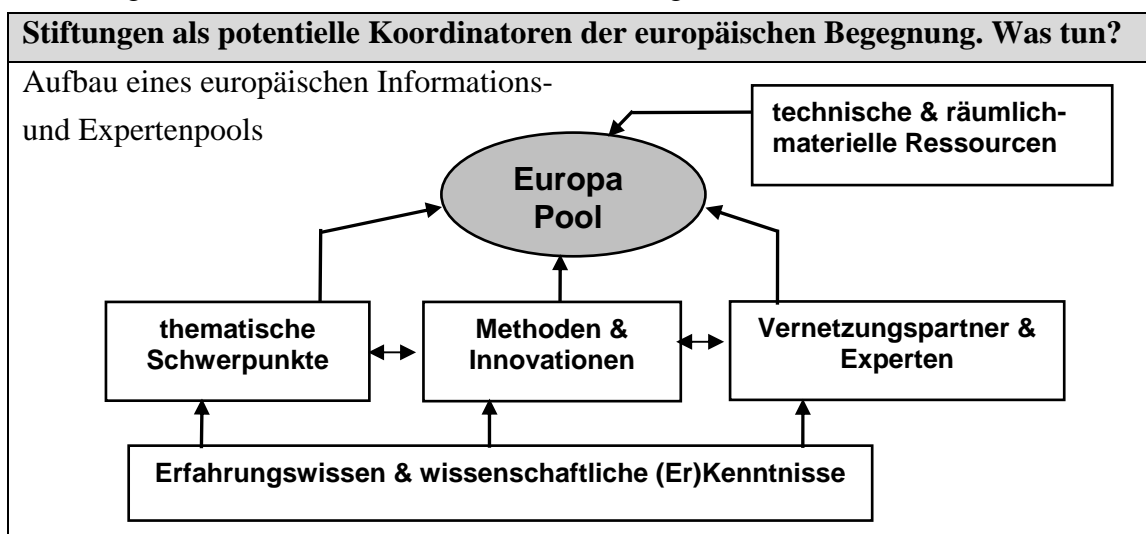 Stiftungen als potentielle Koordinatoren der europäischen Begegnung. Was tun?
Aufbau eines europäischen Informations-
und Expertenpools
technische & räumlich-
materielle Ressourcen
Europa
Pool
thematische
Schwerpunkte
Methoden &
Innovationen
Vernetzungspartner &
Experten
Erfahrungswissen & wissenschaftliche (Er)Kenntnisse